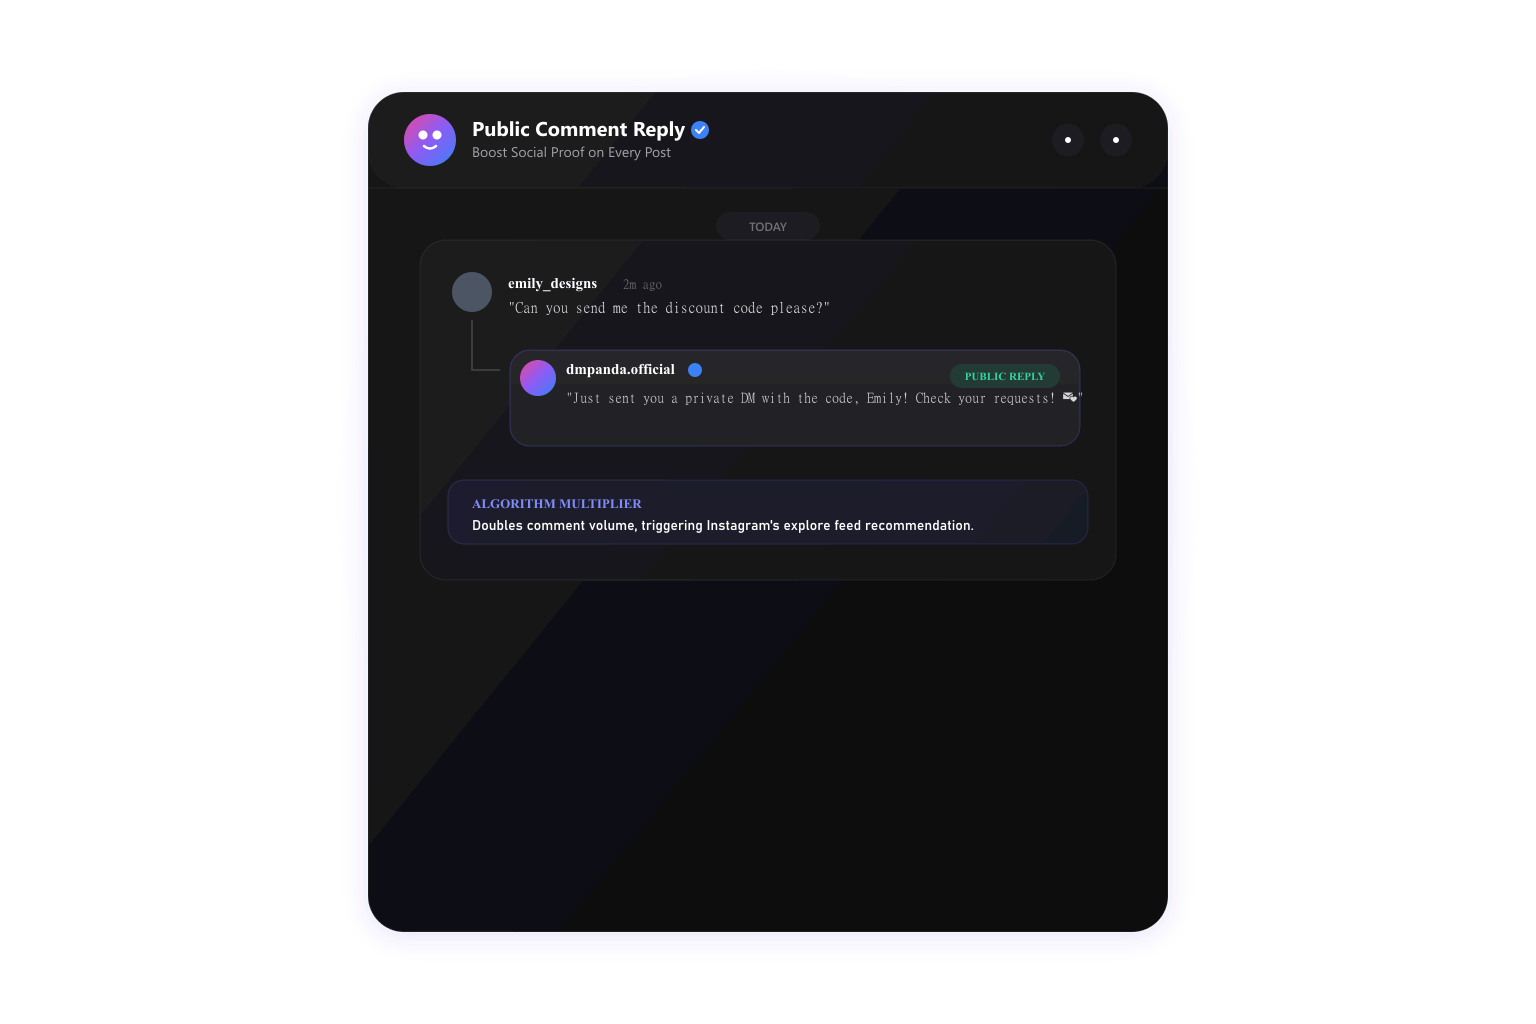 Public Comment Reply
Boost Social Proof on Every Post
TODAY
emily_designs 2m ago
"Can you send me the discount code please?"
dmpanda.official
PUBLIC REPLY
"Just sent you a private DM with the code, Emily! Check your requests! 💌"
ALGORITHM MULTIPLIER
Doubles comment volume, triggering Instagram's explore feed recommendation.